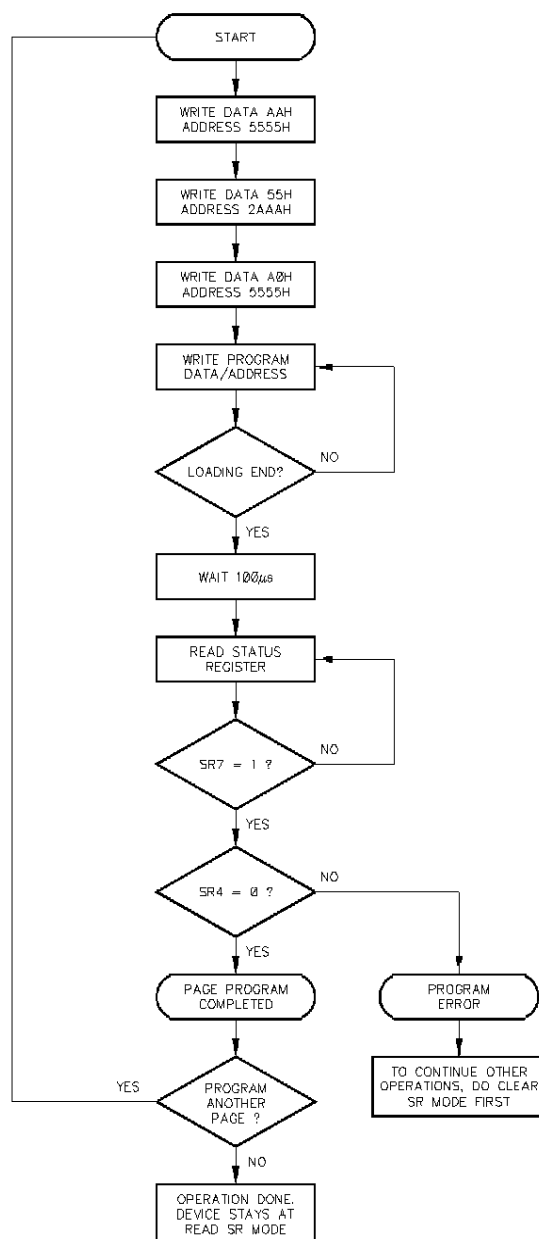 START
WRITE DATA AAH
ADDRESS 5555H
WRITE DATA 55H
ADDRESS 2AAAH
WRITE DATA A0H
ADDRESS 5555H
WRITE PROGRAM
DATA/ADDRESS
LOADING END?
NO
YES
WAIT 100µs
READ STATUS
REGISTER
SR7 = 1 ?
NO
YES
SR4 = 0 ?
NO
YES
PAGE PROGRAM
COMPLETED
PROGRAM
ERROR
TO CONTINUE OTHER
OPERATIONS, DO CLEAR
SR MODE FIRST
YES
PROGRAM
ANOTHER
PAGE ?
NO
OPERATION DONE.
DEVICE STAYS AT
READ SR MODE